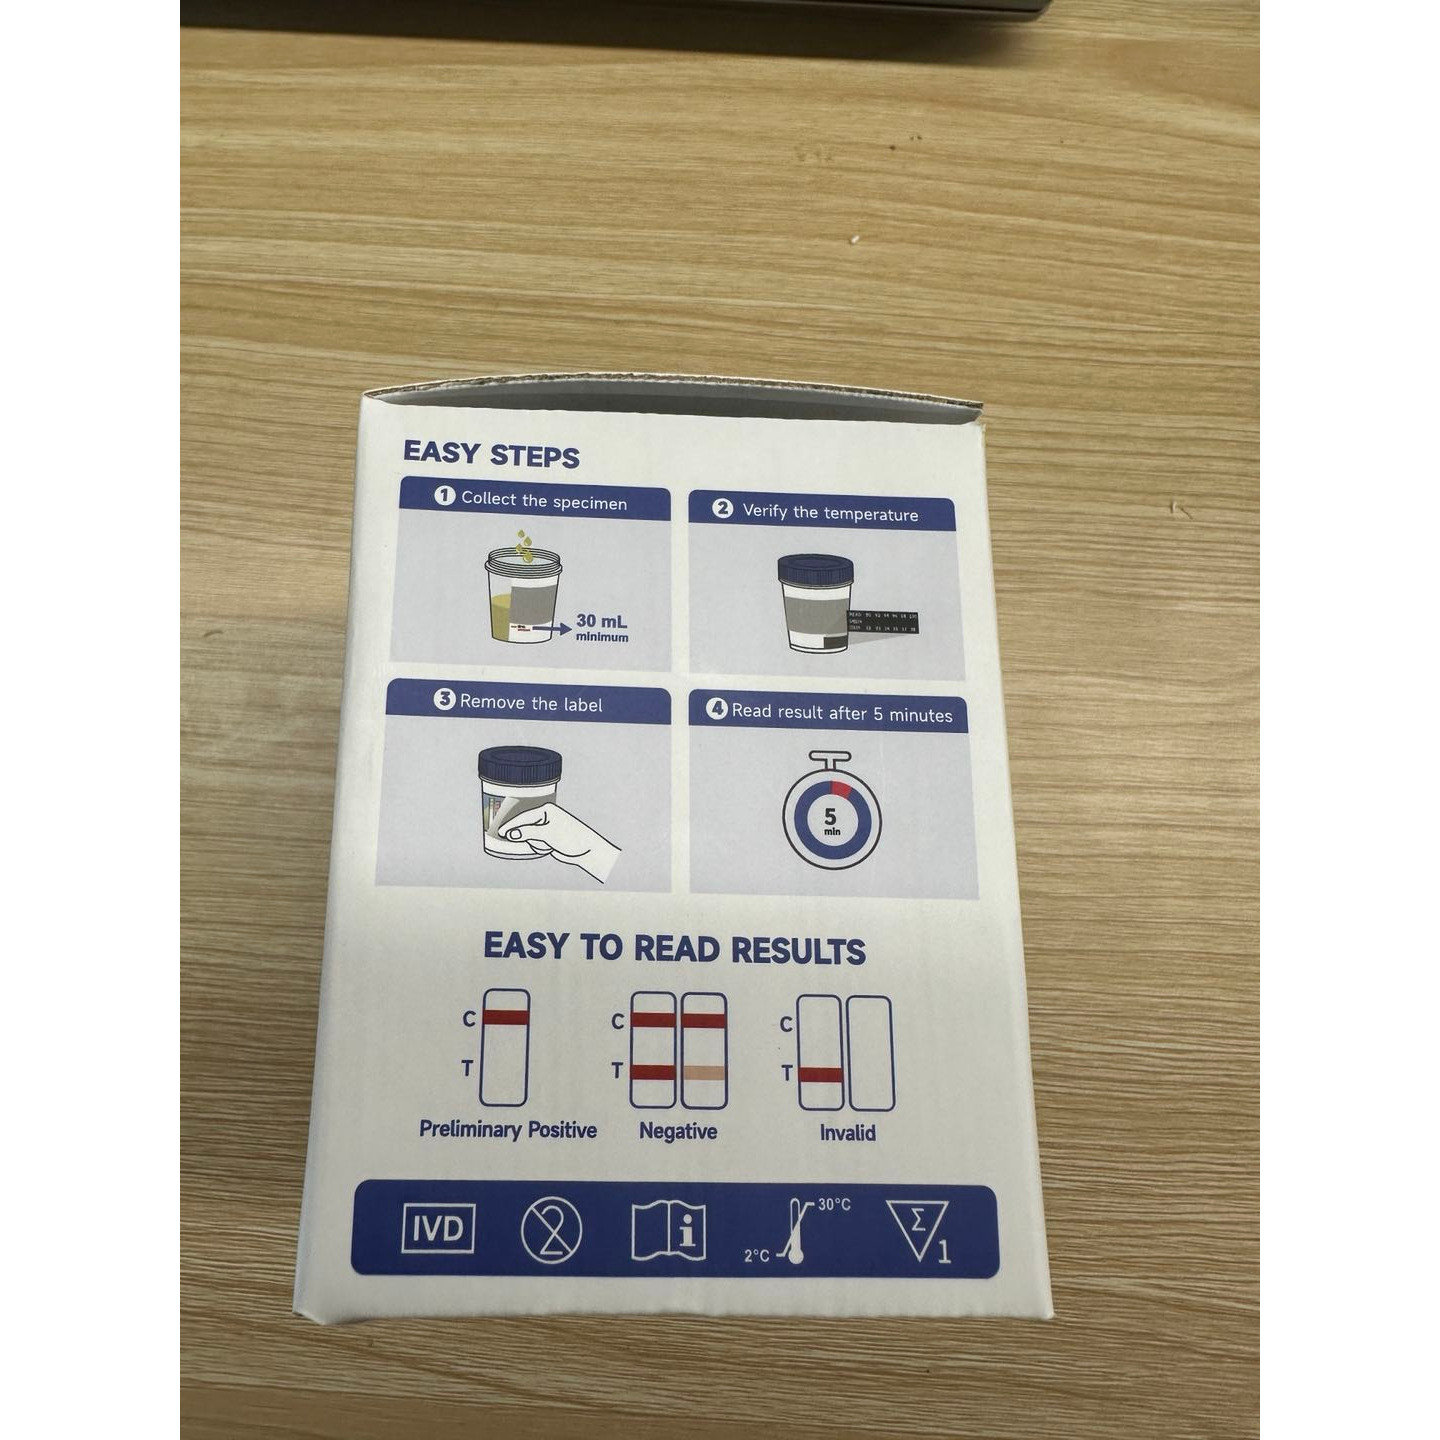 EASY STEPS
1 Collect the specimen
30 mL
minimum
2 Verify the temperature
3 Remove the label
4 Read result after 5 minutes
5
min
EASY TO READ RESULTS
C
T
Preliminary Positive
C
T
Negative
C
T
Invalid
IVD
2
i
30°C
2°C
Σ
1